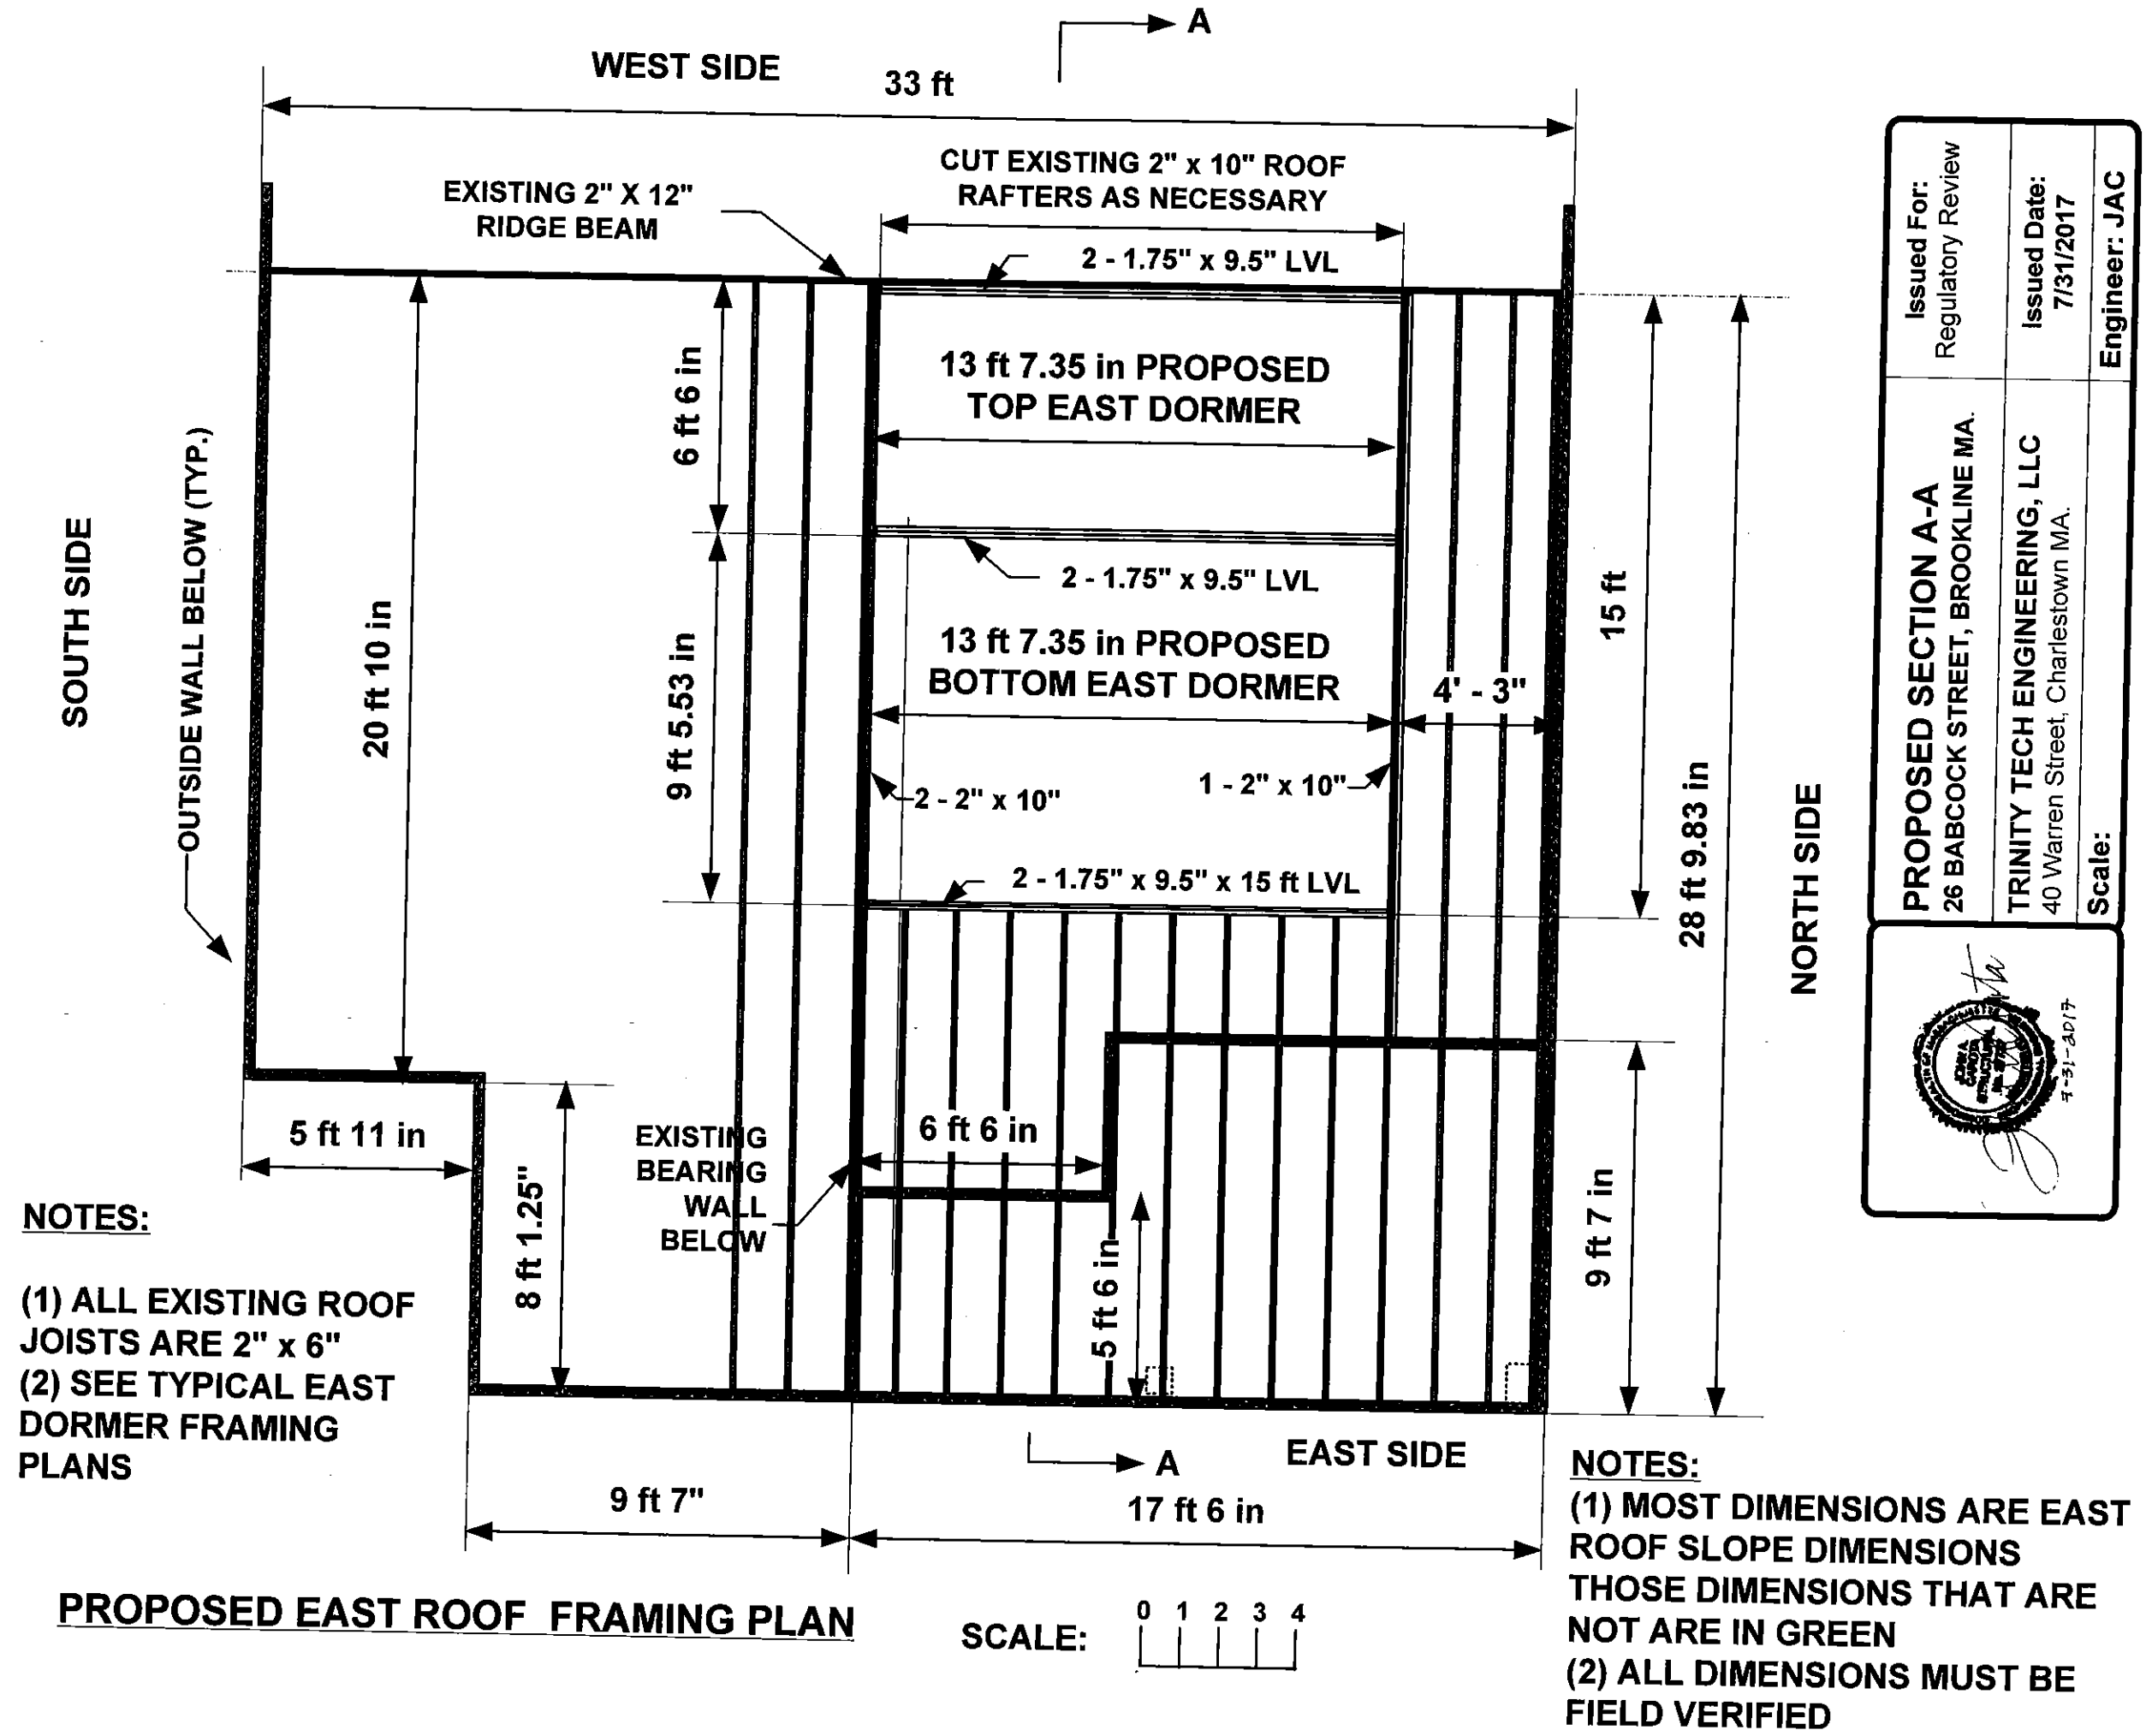 A
WEST SIDE
33 ft
CUT EXISTING 2" x 10" ROOF
RAFTERS AS NECESSARY
EXISTING 2" X 12"
RIDGE BEAM
2 - 1.75" x 9.5" LVL
13 ft 7.35 in PROPOSED
TOP EAST DORMER
6 ft 6 in
2 - 1.75" x 9.5" LVL
SOUTH SIDE
OUTSIDE WALL BELOW (TYP.)
20 ft 10 in
9 ft 5.53 in
13 ft 7.35 in PROPOSED
BOTTOM EAST DORMER
4' - 3"
15 ft
28 ft 9.83 in
NORTH SIDE
2 - 2" x 10"
1 - 2" x 10"
2 - 1.75" x 9.5" x 15 ft LVL
5 ft 11 in
8 ft 1.25"
EXISTING
BEARING
WALL
BELOW
6 ft 6 in
5 ft 6 in
9 ft 7 in
NOTES:
(1) ALL EXISTING ROOF
JOISTS ARE 2" x 6"
(2) SEE TYPICAL EAST
DORMER FRAMING
PLANS
A
EAST SIDE
9 ft 7"
17 ft 6 in
PROPOSED EAST ROOF FRAMING PLAN
SCALE:
0 1 2 3 4
NOTES:
(1) MOST DIMENSIONS ARE EAST
ROOF SLOPE DIMENSIONS
THOSE DIMENSIONS THAT ARE
NOT ARE IN GREEN
(2) ALL DIMENSIONS MUST BE
FIELD VERIFIED
PROPOSED SECTION A-A
26 BABCOCK STREET, BROOKLINE MA.
Issued For:
Regulatory Review
TRINITY TECH ENGINEERING, LLC
40 Warren Street, Charlestown MA.
Issued Date:
7/31/2017
Scale:
Engineer: JAC
JOHN A.
STRUCTURAL
7-31-2017